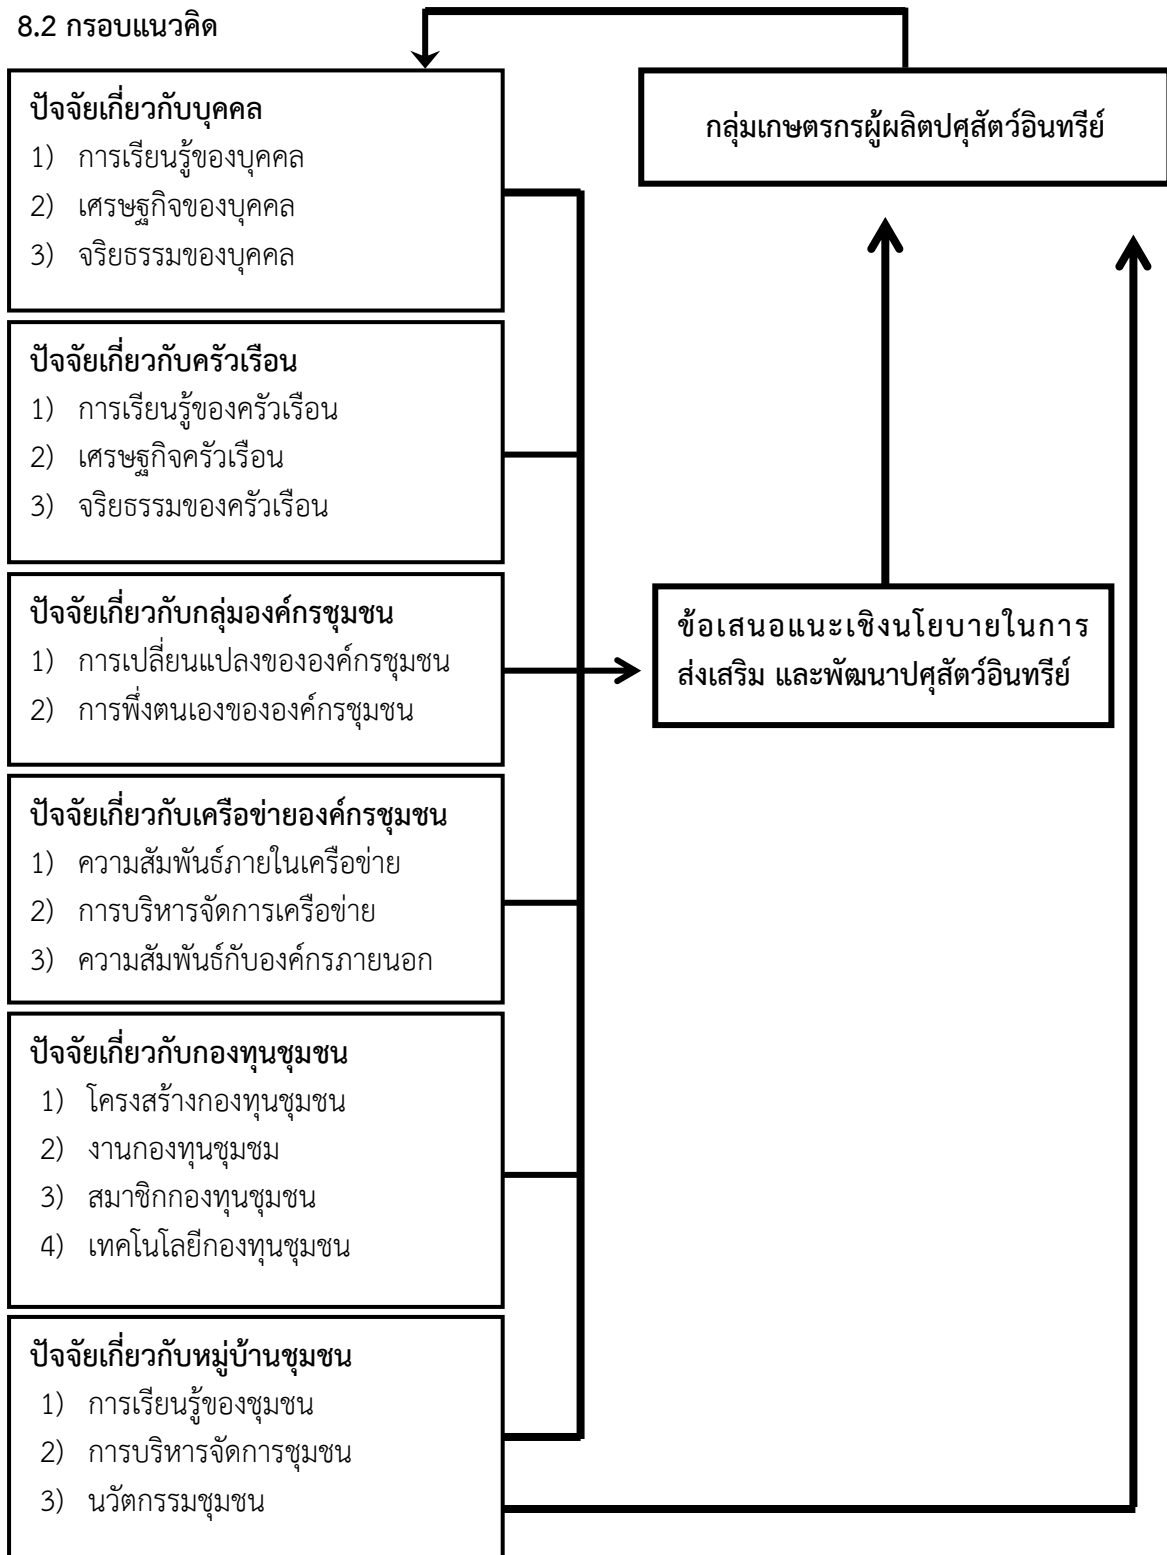 8.2 กรอบแนวคิด
ปัจจัยเกี่ยวกับบุคคล
1) การเรียนรู้ของบุคคล
2) เศรษฐกิจของบุคคล
3) จริยธรรมของบุคคล
กลุ่มเกษตรกรผู้ผลิตปศุสัตว์อินทรีย์
ปัจจัยเกี่ยวกับครัวเรือน
1) การเรียนรู้ของครัวเรือน
2) เศรษฐกิจครัวเรือน
3) จริยธรรมของครัวเรือน
ปัจจัยเกี่ยวกับกลุ่มองค์กรชุมชน
1) การเปลี่ยนแปลงขององค์กรชุมชน
2) การพึ่งตนเองขององค์กรชุมชน
ข้อเสนอแนะเชิงนโยบายในการ
ส่งเสริม และพัฒนาปศุสัตว์อินทรีย์
ปัจจัยเกี่ยวกับเครือข่ายองค์กรชุมชน
1) ความสัมพันธ์ภายในเครือข่าย
2) การบริหารจัดการเครือข่าย
3) ความสัมพันธ์กับองค์กรภายนอก
ปัจจัยเกี่ยวกับกองทุนชุมชน
1) โครงสร้างกองทุนชุมชน
2) งานกองทุนชุมชม
3) สมาชิกกองทุนชุมชน
4) เทคโนโลยีกองทุนชุมชน
ปัจจัยเกี่ยวกับหมู่บ้านชุมชน
1) การเรียนรู้ของชุมชน
2) การบริหารจัดการชุมชน
3) นวัตกรรมชุมชน